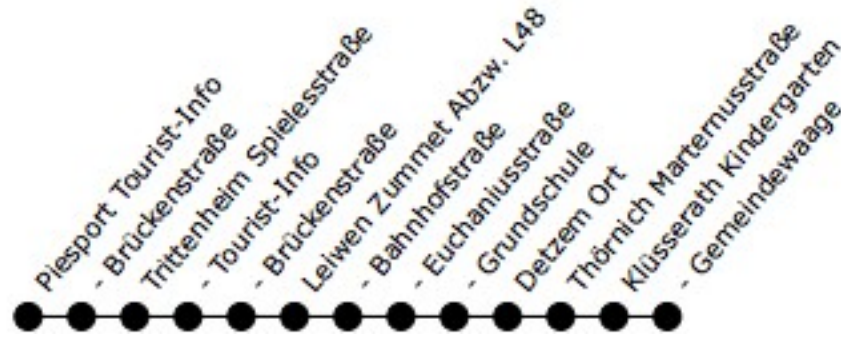 Piesport Tourist-Info
- Brückenstraße
Trittenheim Spielesstraße
- Tourist-Info
- Brückenstraße
Leiwen Zummet Abzw. L48
- Bahnhofstraße
- Euchaniusstraße
- Grundschule
Detzem Ort
Thörnich Marternusstraße
Klüsserath Kindergarten
- Gemeindewaage